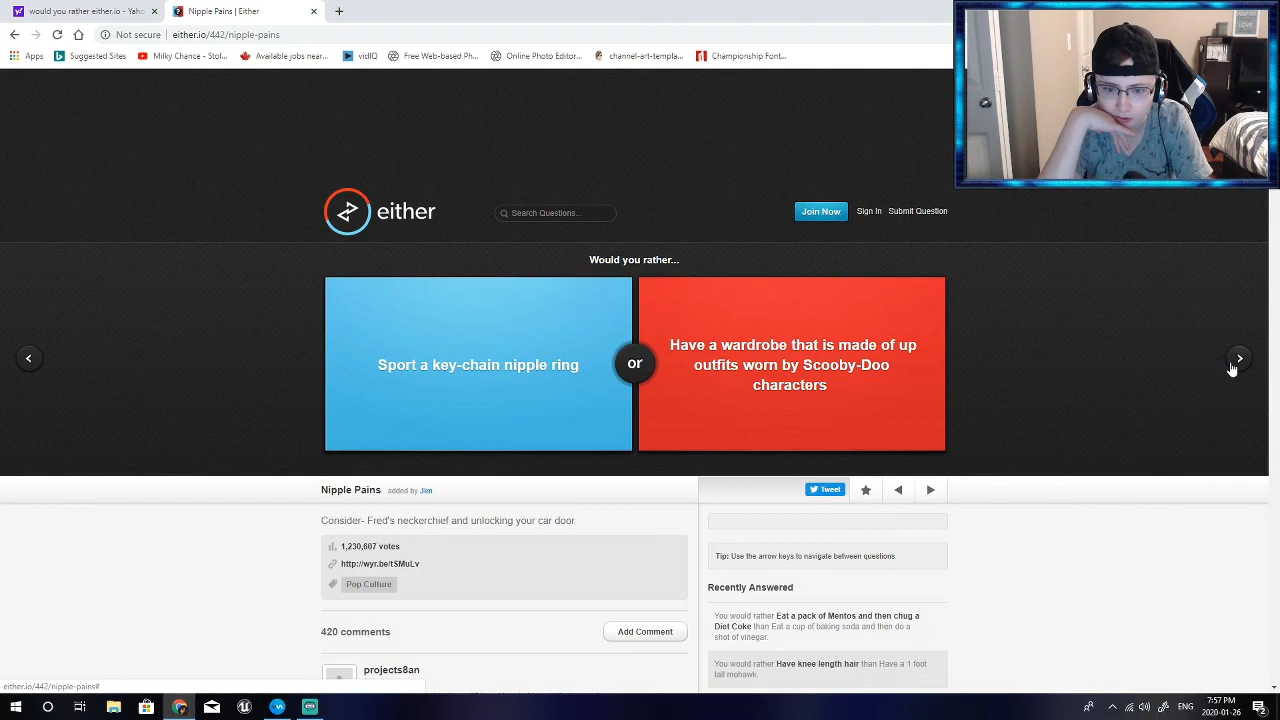 would you rather either.io - Yaho
Nipple Pains | Either
Not secure | either.io/442/nipple-pains
Apps
Suggested Sites
Milky Chance - Stol...
Available jobs near...
vidIQ
Free Web-based Ph...
Online Photo Editor...
channel-art-templa...
Championship Font...
either
Search Questions...
Join Now
Sign In
Submit Question
Would you rather...
Sport a key-chain nipple ring
or
Have a wardrobe that is made of up
outfits worn by Scooby-Doo
characters
Nipple Pains added by Jim
Tweet
Consider- Fred's neckerchief and unlocking your car door
1,230,607 votes
http://wyr.be/tSMuLv
Pop Culture
Tip: Use the arrow keys to navigate between questions.
Recently Answered
You would rather Eat a pack of Mentos and then chug a
Diet Coke than Eat a cup of baking soda and then do a
shot of vinegar.
You would rather Have knee length hair than Have a 1 foot
tall mohawk.
420 comments
Add Comment
projects8an
either.io/442/nipple-pains#
ENG
7:57 PM
2020-01-26
2